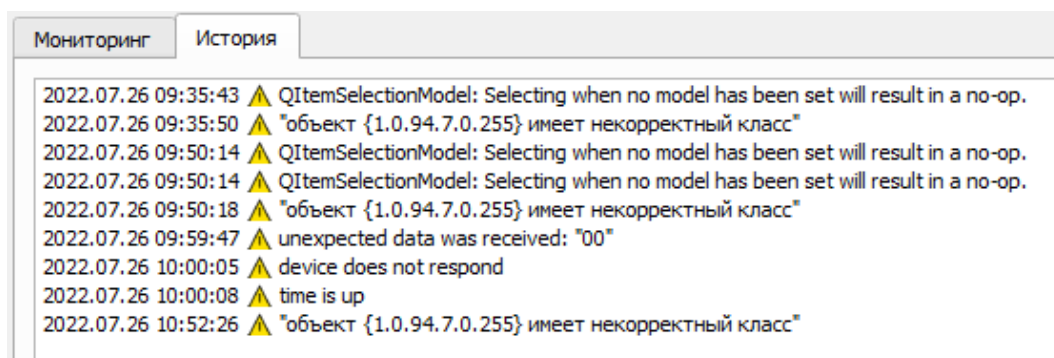 Мониторинг История
2022.07.26 09:35:43 QItemSelectionModel: Selecting when no model has been set will result in a no-op.
2022.07.26 09:35:50 "объект {1.0.94.7.0.255} имеет некорректный класс"
2022.07.26 09:50:14 QItemSelectionModel: Selecting when no model has been set will result in a no-op.
2022.07.26 09:50:14 QItemSelectionModel: Selecting when no model has been set will result in a no-op.
2022.07.26 09:50:18 "объект {1.0.94.7.0.255} имеет некорректный класс"
2022.07.26 09:59:47 unexpected data was received: "00"
2022.07.26 10:00:05 device does not respond
2022.07.26 10:00:08 time is up
2022.07.26 10:52:26 "объект {1.0.94.7.0.255} имеет некорректный класс"